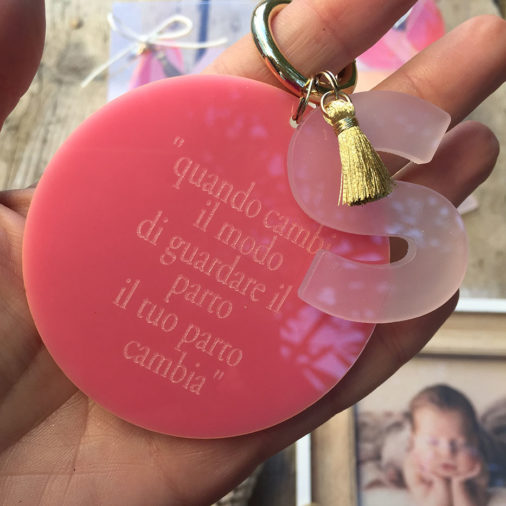 "quando cambi
il modo
di guardare il
parto
il tuo parto
cambia"
S